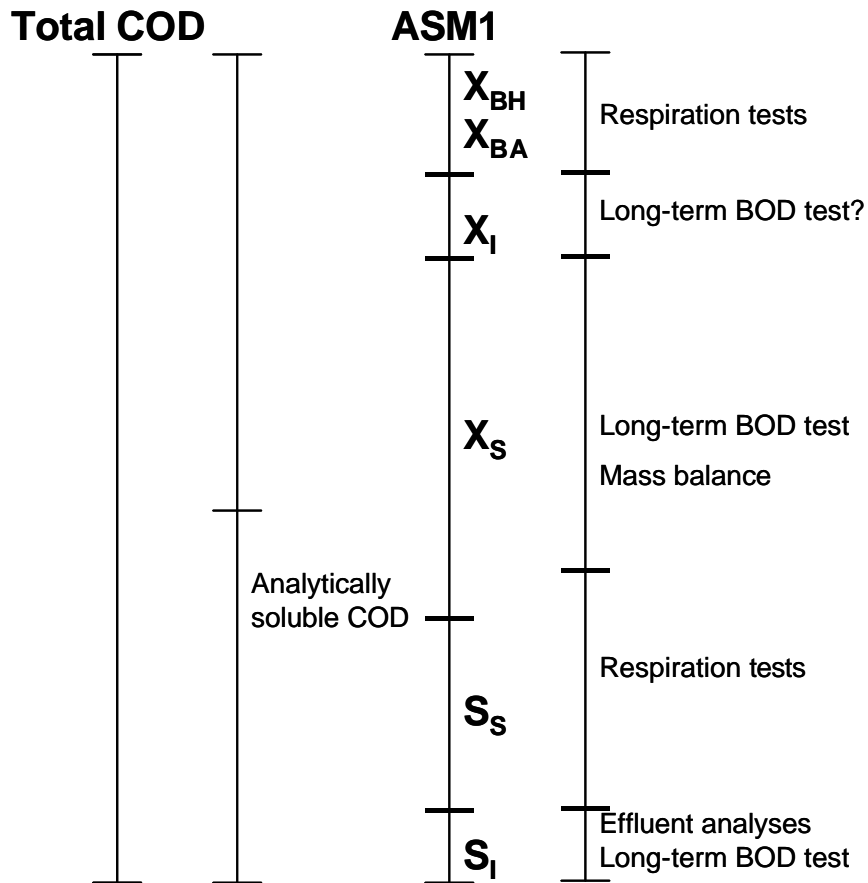 Total COD
ASM1
X_BH
X_BA
Respiration tests
X_I
Long-term BOD test?
X_S
Long-term BOD test
Mass balance
Analytically
soluble COD
S_S
Respiration tests
S_I
Effluent analyses
Long-term BOD test